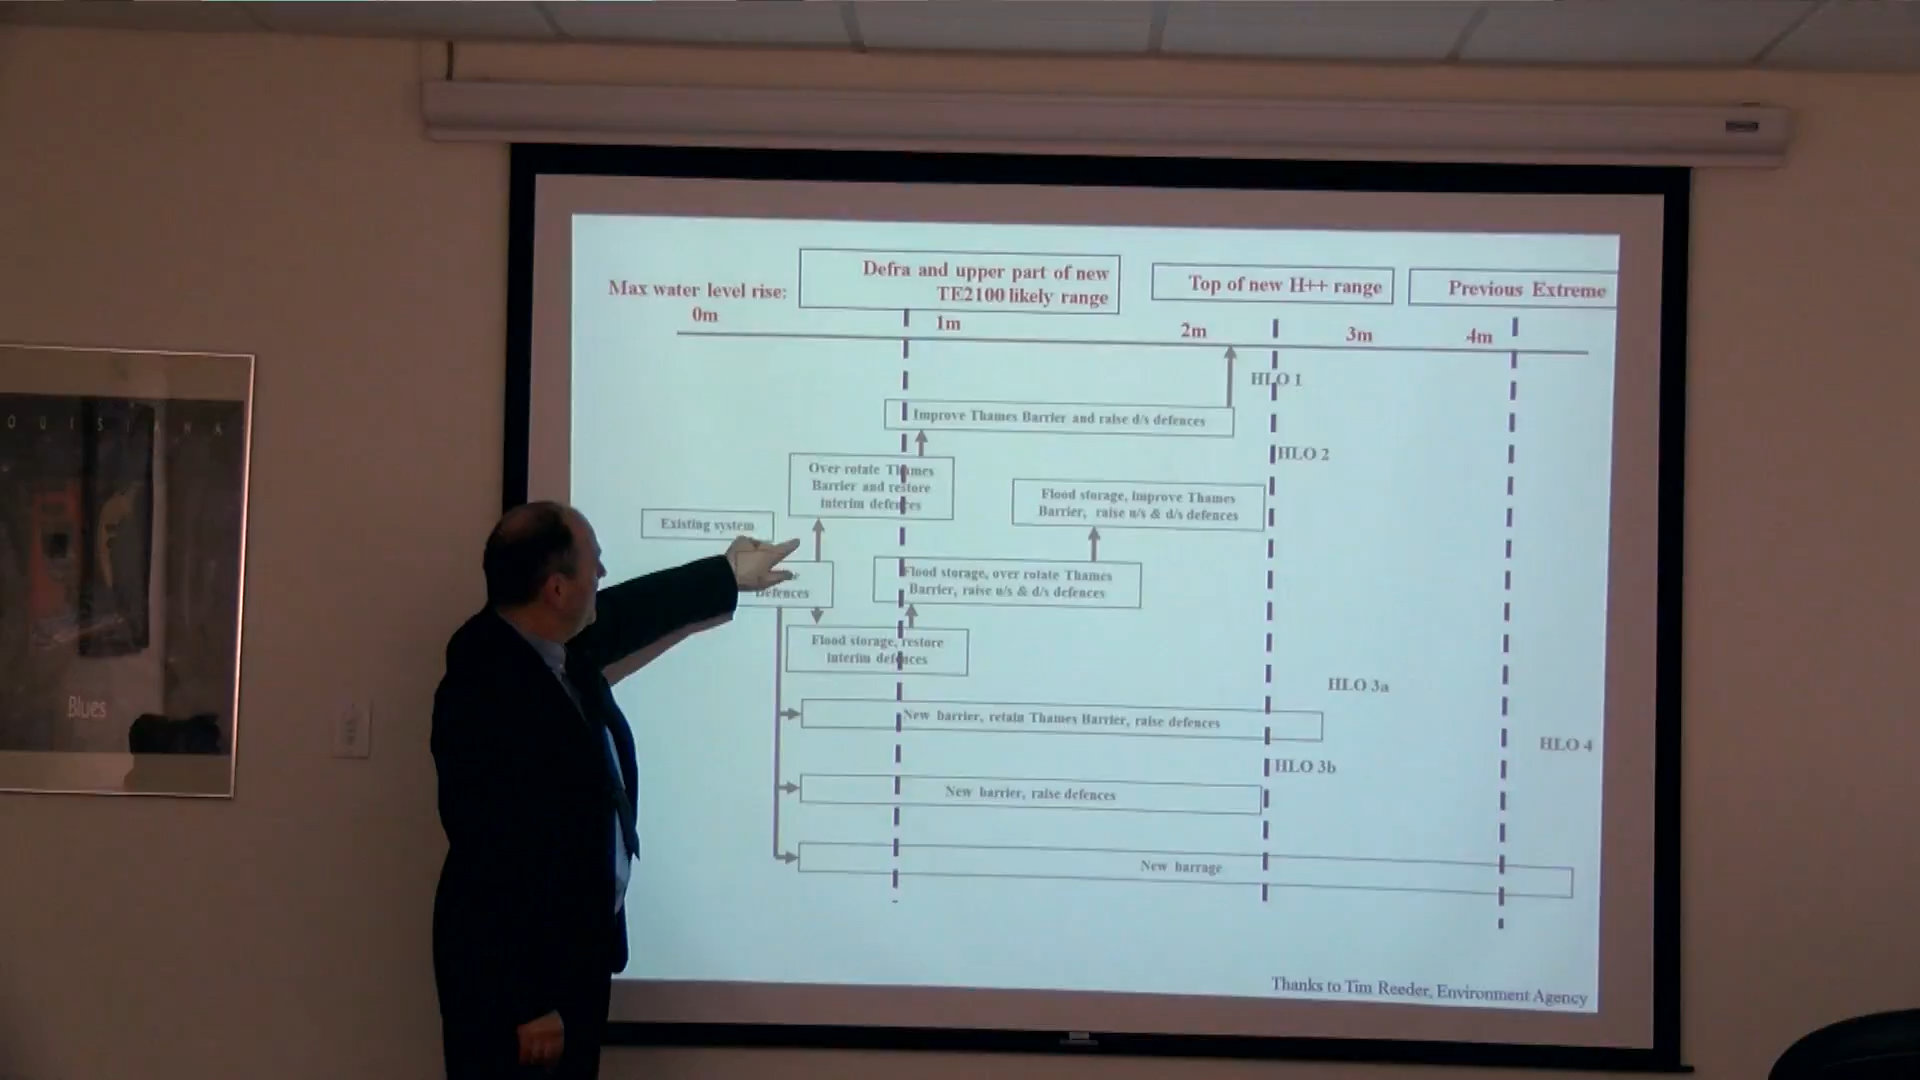 Defra and upper part of new
TE2100 likely range
Top of new H++ range
Previous Extreme
Max water level rise:
0m
1m
2m
3m
4m
HLO 1
Improve Thames Barrier and raise d/s defences
HLO 2
Over rotate Thames
Barrier and restore
interim defences
Flood storage, improve Thames
Barrier, raise u/s & d/s defences
Existing system
Defences
Flood storage, over rotate Thames
Barrier, raise u/s & d/s defences
Flood storage, restore
interim defences
HLO 3a
New barrier, retain Thames Barrier, raise defences
HLO 4
HLO 3b
New barrier, raise defences
New barrage
Thanks to Tim Reeder, Environment Agency
OUISIANA
Blues